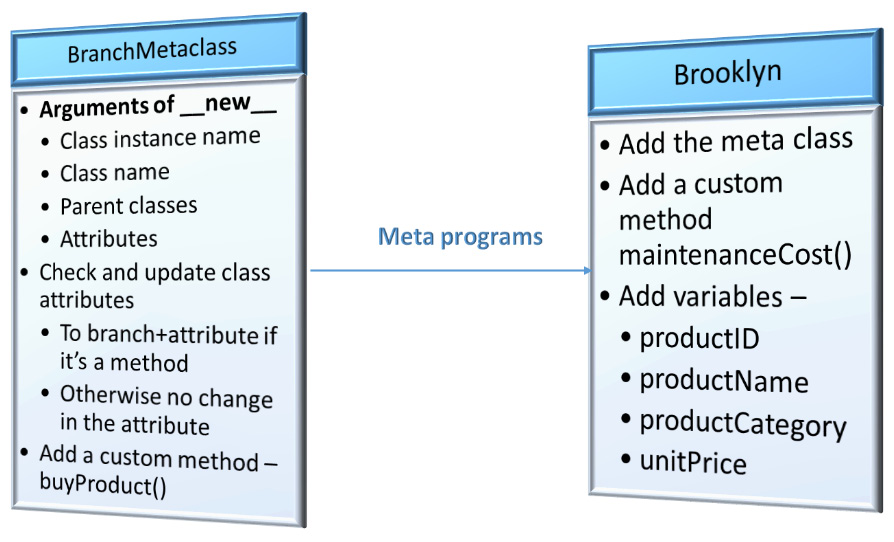 BranchMetaclass
• Arguments of __new__
• Class instance name
• Class name
• Parent classes
• Attributes
• Check and update class
attributes
• To branch+attribute if
it's a method
• Otherwise no change
in the attribute
• Add a custom method –
buyProduct()
Meta programs
Brooklyn
• Add the meta class
• Add a custom
method
maintenanceCost()
• Add variables –
• productID
• productName
• productCategory
• unitPrice